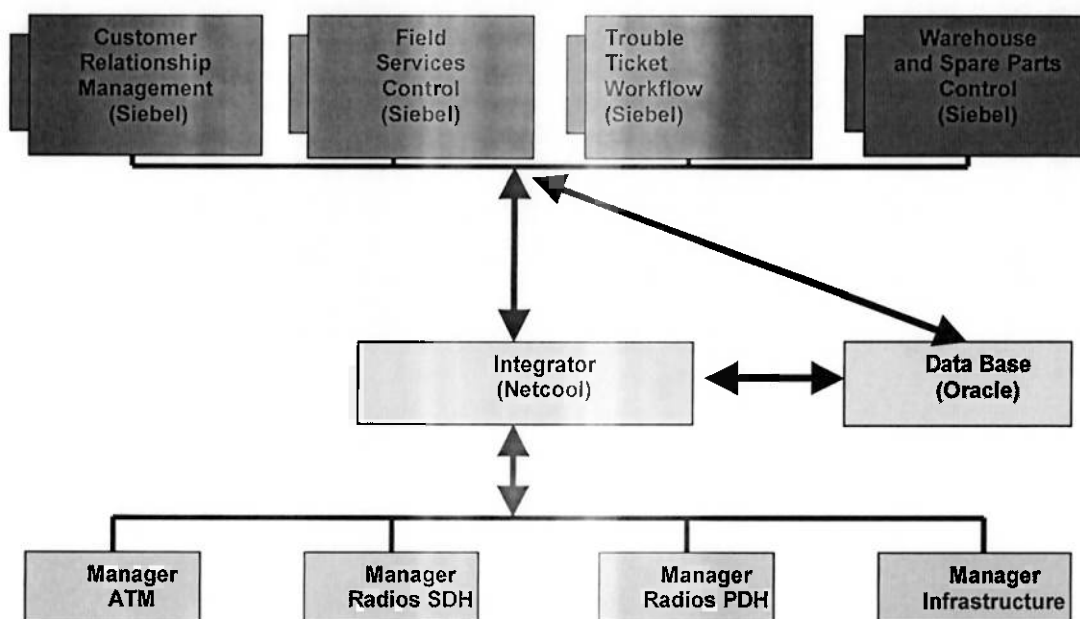 Customer
Relationship
Management
(Siebel)
Field
Services
Control
(Siebel)
Trouble
Ticket
Workflow
(Siebel)
Warehouse
and Spare Parts
Control
(Siebel)
Integrator
(Netcool)
Data Base
(Oracle)
Manager
ATM
Manager
Radios SDH
Manager
Radios PDH
Manager
Infrastructure